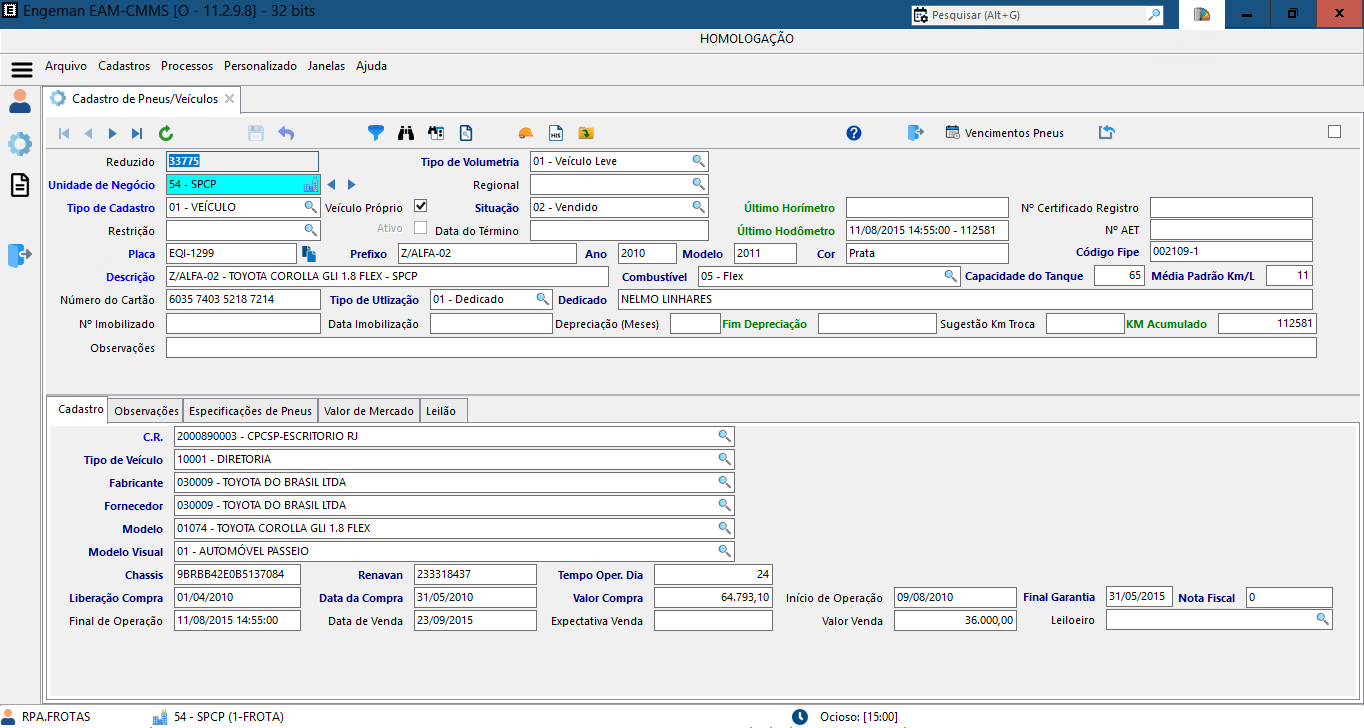 Engeman EAM-CMMS [O - 11.2.9.8] - 32 bits
Pesquisar (Alt+G)
HOMOLOGAÇÃO
Arquivo Cadastros Processos Personalizado Janelas Ajuda
Cadastro de Pneus/Veículos
HIS Vencimentos Pneus
Reduzido 33775 Tipo de Volumetria 01 - Veículo Leve
Unidade de Negócio 54 - SPCP Regional
Tipo de Cadastro 01 - VEÍCULO Veículo Próprio Situação 02 - Vendido Último Horímetro Nº Certificado Registro
Restrição Ativo Data do Término Último Hodômetro 11/08/2015 14:55:00 - 112581 Nº AET
Placa EQI-1299 Prefixo Z/ALFA-02 Ano 2010 Modelo 2011 Cor Prata Código Fipe 002109-1
Descrição Z/ALFA-02 - TOYOTA COROLLA GLI 1.8 FLEX - SPCP Combustível 05 - Flex Capacidade do Tanque 65 Média Padrão Km/L 11
Número do Cartão 6035 7403 5218 7214 Tipo de Utlização 01 - Dedicado Dedicado NELMO LINHARES
Nº Imobilizado Data Imobilização Depreciação (Meses) Fim Depreciação Sugestão Km Troca KM Acumulado 112581
Observações
Cadastro Observações Especificações de Pneus Valor de Mercado Leilão
C.R. 2000890003 - CPCSP-ESCRITORIO RJ
Tipo de Veículo 10001 - DIRETORIA
Fabricante 030009 - TOYOTA DO BRASIL LTDA
Fornecedor 030009 - TOYOTA DO BRASIL LTDA
Modelo 01074 - TOYOTA COROLLA GLI 1.8 FLEX
Modelo Visual 01 - AUTOMÓVEL PASSEIO
Chassis 9BRBB42E0B5137084 Renavan 233318437 Tempo Oper. Dia 24
Liberação Compra 01/04/2010 Data da Compra 31/05/2010 Valor Compra 64.793,10 Início de Operação 09/08/2010 Final Garantia 31/05/2015 Nota Fiscal 0
Final de Operação 11/08/2015 14:55:00 Data de Venda 23/09/2015 Expectativa Venda Valor Venda 36.000,00 Leiloeiro
RPA.FROTAS 54 - SPCP (1-FROTA) Ocioso: [15:00]